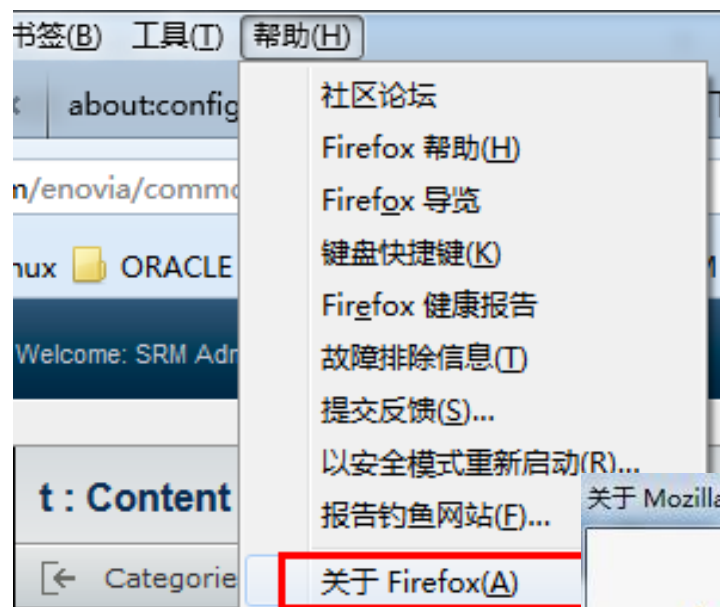 书签(B) 工具(T) 帮助(H)
about:config
社区论坛
Firefox 帮助(H)
/enovia/commo
Firefox 导览
键盘快捷键(K)
nux ORACLE
Firefox 健康报告
Welcome: SRM Adr
故障排除信息(T)
提交反馈(S)...
以安全模式重新启动(R)...
t : Content
关于 Mozilla
报告钓鱼网站(F)...
Categorie
关于 Firefox(A)